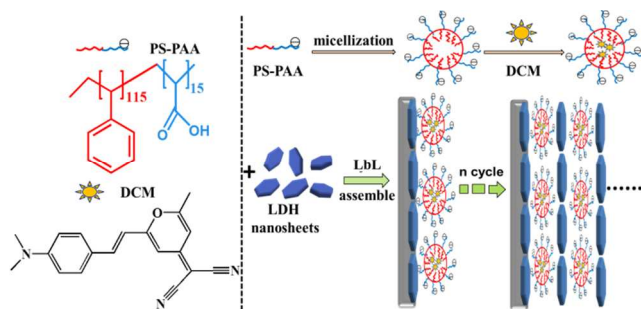 PS-PAA
115
15
O
OH
DCM
O
N
N
N
PS-PAA
micellization
DCM
+
LDH
nanosheets
LbL
assemble
n cycle